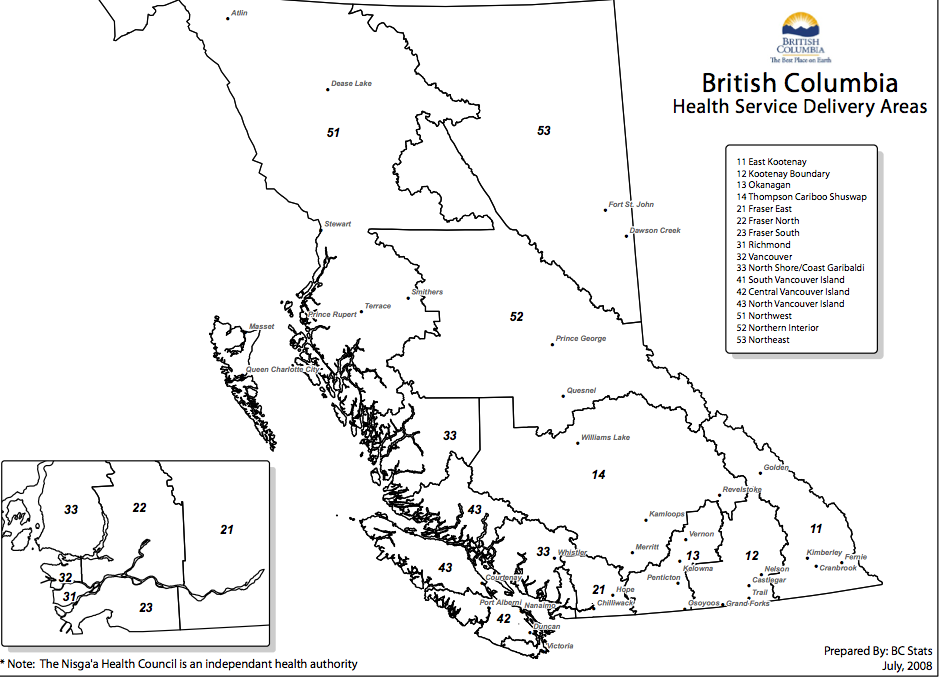 Atlin
BRITISH
COLUMBIA
The Best Place on Earth
British Columbia
Health Service Delivery Areas
Dease Lake
51
53
11 East Kootenay
12 Kootenay Boundary
13 Okanagan
14 Thompson Cariboo Shuswap
21 Fraser East
22 Fraser North
23 Fraser South
31 Richmond
32 Vancouver
33 North Shore/Coast Garibaldi
41 South Vancouver Island
42 Central Vancouver Island
43 North Vancouver Island
51 Northwest
52 Northern Interior
53 Northeast
Fort St. John
Stewart
Dawson Creek
Smithers
Terrace
Prince Rupert
52
Masset
Prince George
Queen Charlotte City
Quesnel
33
Williams Lake
14
Golden
Revelstoke
43
Kamloops
11
Vernon
33
Whistler
Merritt
13
12
Kimberley
Fernie
43
Kelowna
Nelson
Cranbrook
Courtenay
Penticton
Castlegar
21
Hope
Trail
Port Alberni
Nanaimo
Chilliwack
Osoyoos
Grand Forks
42
Duncan
Victoria
33
22
21
32
31
23
Prepared By: BC Stats
July, 2008
* Note: The Nisga'a Health Council is an independant health authority